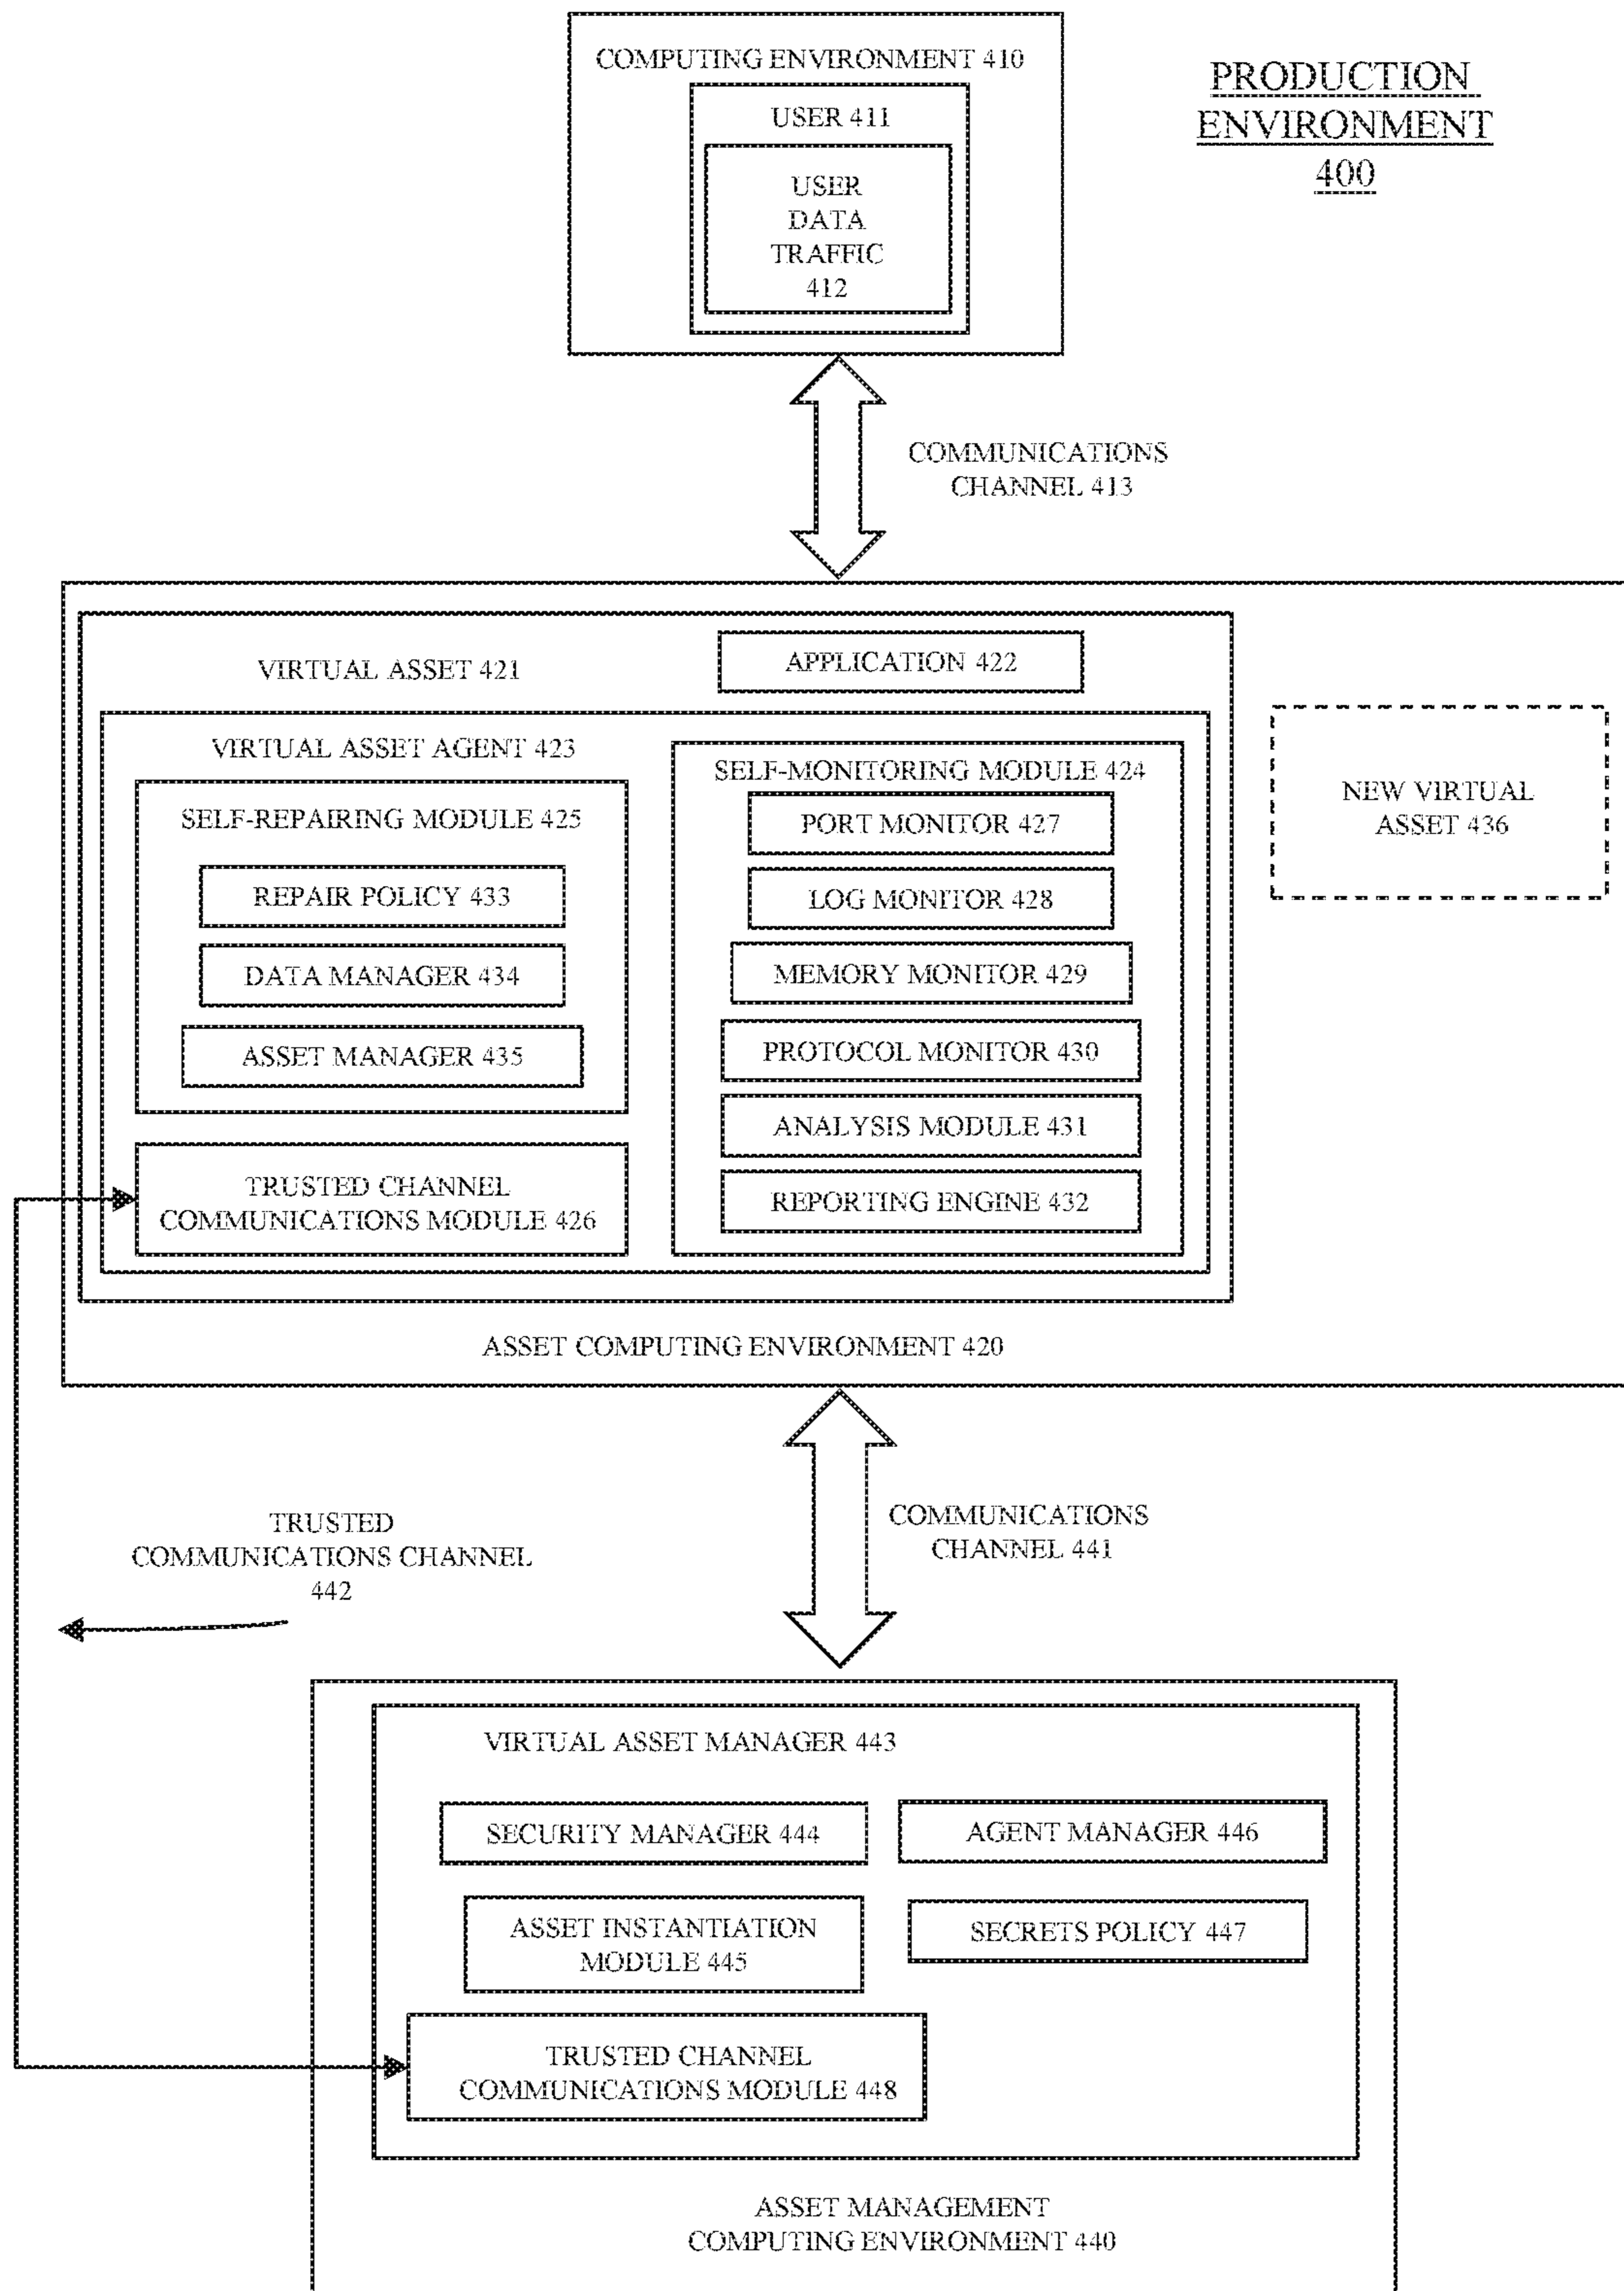 COMPUTING ENVIRONMENT 410
USER 411
USER
DATA
TRAFFIC
412
PRODUCTION
ENVIRONMENT
400
COMMUNICATIONS
CHANNEL 413
VIRTUAL ASSET 421
APPLICATION 422
VIRTUAL ASSET AGENT 423
SELF-REPAIRING MODULE 425
REPAIR POLICY 433
DATA MANAGER 434
ASSET MANAGER 435
TRUSTED CHANNEL
COMMUNICATIONS MODULE 426
SELF-MONITORING MODULE 424
PORT MONITOR 427
LOG MONITOR 428
MEMORY MONITOR 429
PROTOCOL MONITOR 430
ANALYSIS MODULE 431
REPORTING ENGINE 432
NEW VIRTUAL
ASSET 436
ASSET COMPUTING ENVIRONMENT 420
TRUSTED
COMMUNICATIONS CHANNEL
442
COMMUNICATIONS
CHANNEL 441
VIRTUAL ASSET MANAGER 443
SECURITY MANAGER 444
AGENT MANAGER 446
ASSET INSTANTIATION
MODULE 445
SECRETS POLICY 447
TRUSTED CHANNEL
COMMUNICATIONS MODULE 448
ASSET MANAGEMENT
COMPUTING ENVIRONMENT 440